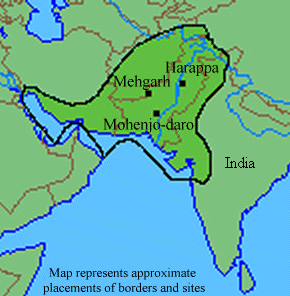 Harappa
Mehgarh
Mohenjo-daro
India
Map represents approximate
placements of borders and sites